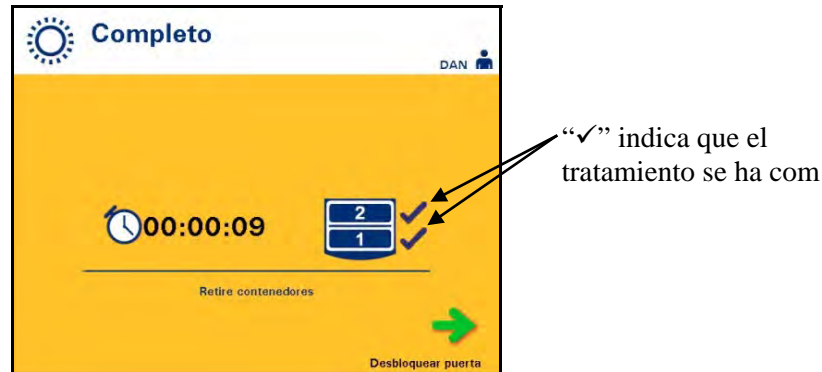 Completo
DAN
“✓” indica que el
tratamiento se ha com
00:00:09
2
1
Retire contenedores
Desbloquear puerta